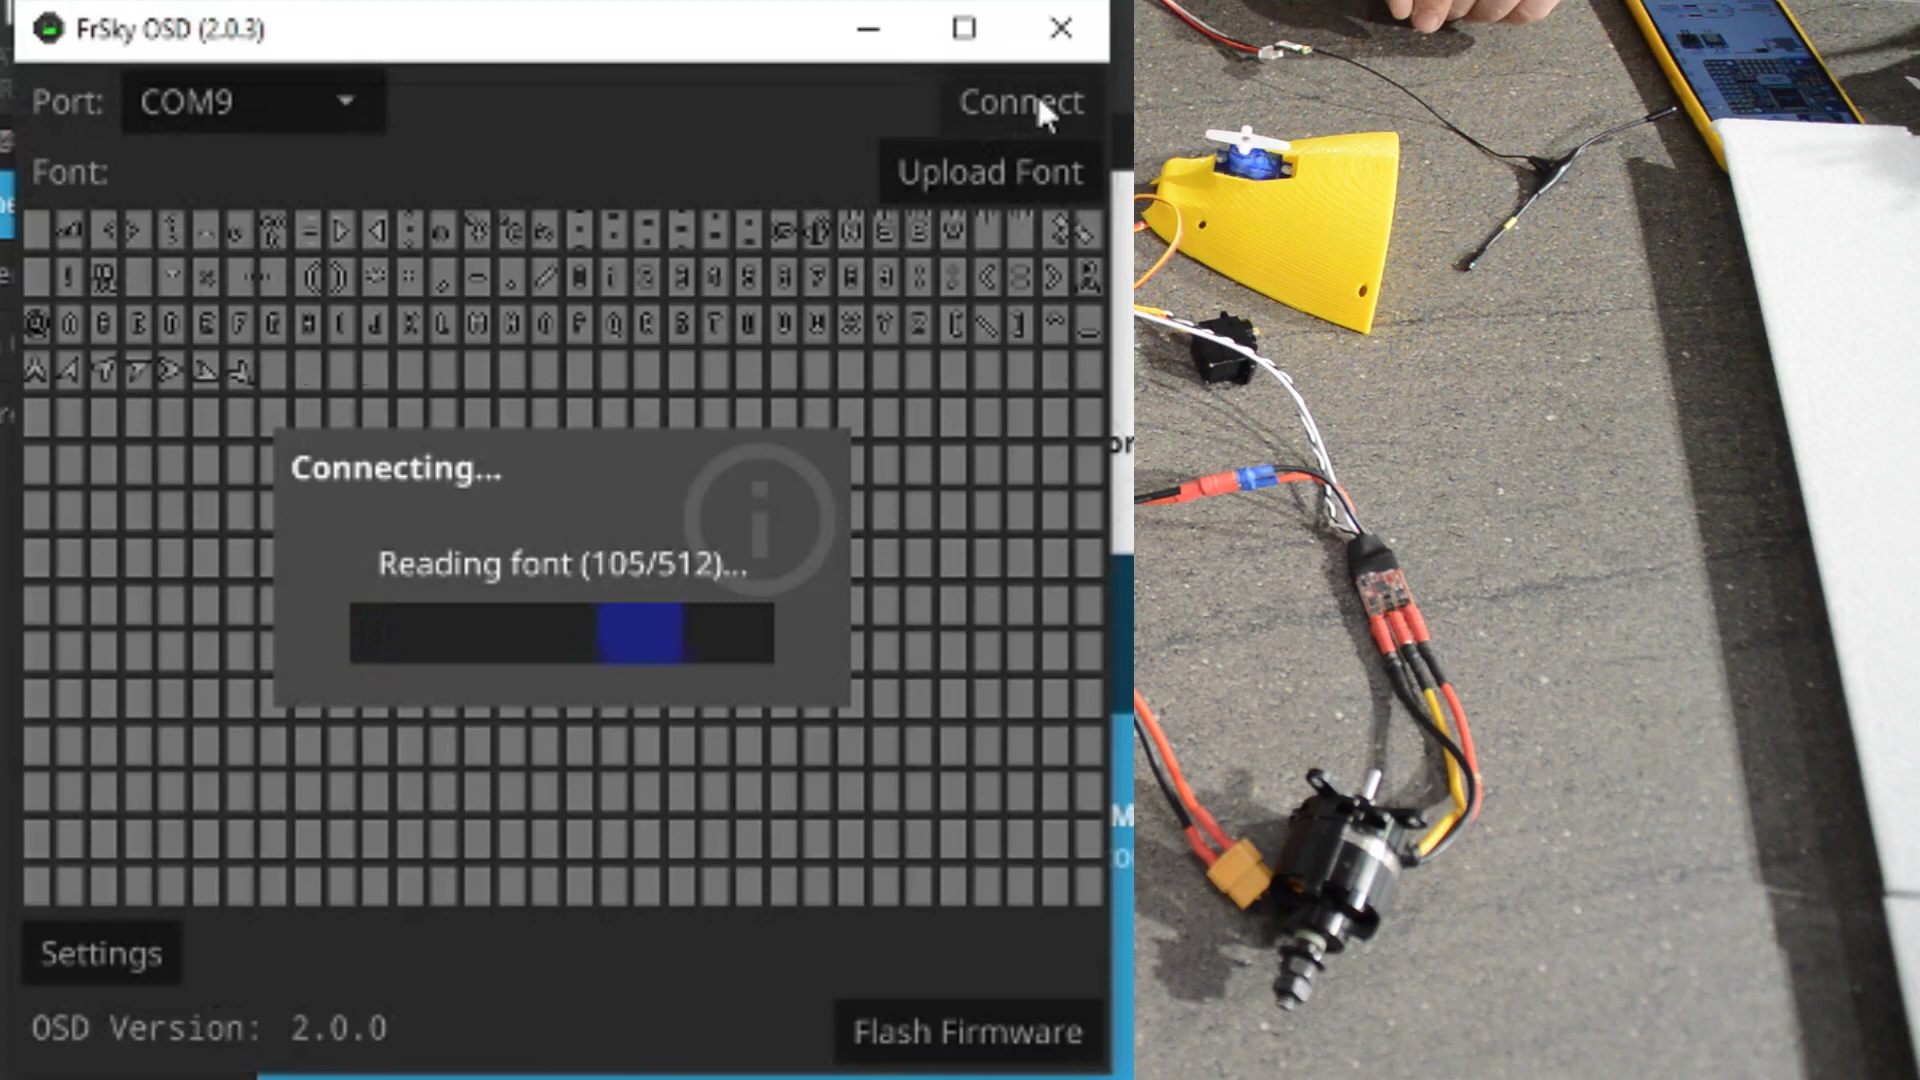 FrSky OSD (2.0.3)
Port: COM9 Connect
Font: Upload Font
Connecting...
Reading font (105/512)...
Settings
OSD Version: 2.0.0
Flash Firmware